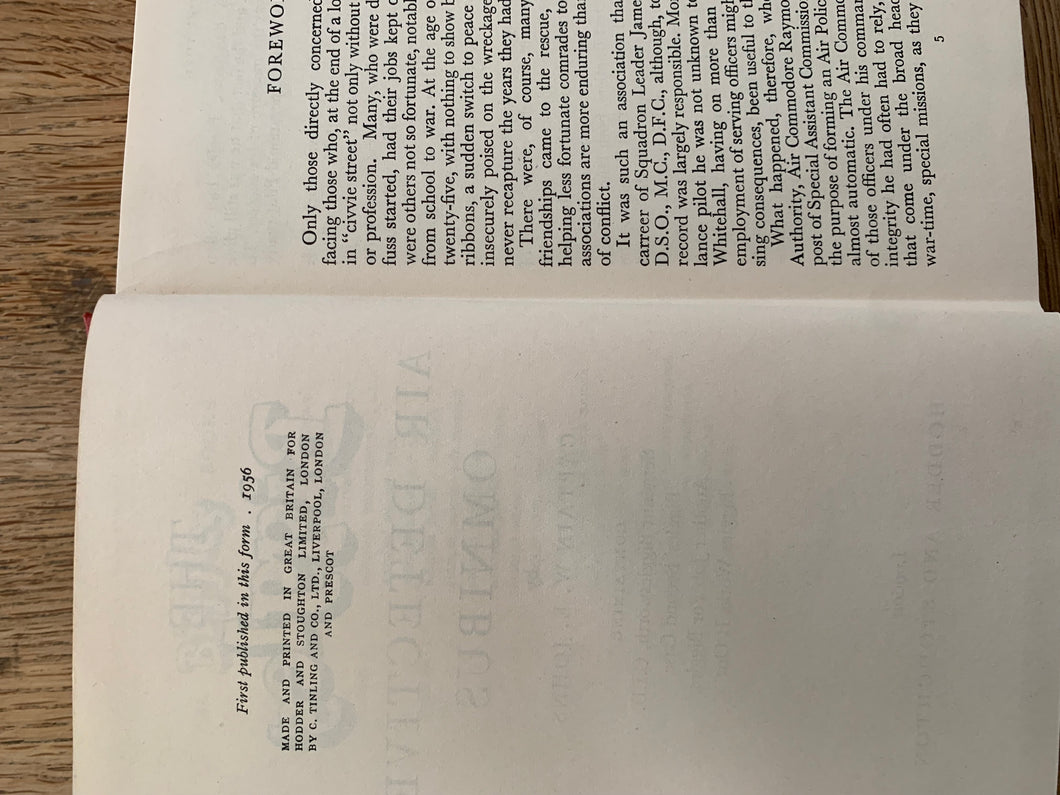 First published in this form . 1956
MADE AND PRINTED IN GREAT BRITAIN FOR
HODDER AND STOUGHTON LIMITED, LONDON
BY C. TINLING AND CO., LTD., LIVERPOOL, LONDON
AND PRESCOT
FOREWO
Only those directly concerned
facing those who, at the end of a lo
in “civvie street” not only without
or profession. Many, who were d
fuss started, had their jobs kept o
were others not so fortunate, notabl
from school to war. At the age o
twenty-five, with nothing to show b
ribbons, a sudden switch to peace
insecurely poised on the wreckage
never recapture the years they had
There were, of course, many
friendships came to the rescue,
helping less fortunate comrades to
associations are more enduring tha
of conflict.
It was such an association tha
carreer of Squadron Leader Jame
D.S.O., M.C., D.F.C., although, to
record was largely responsible. Mo
lance pilot he was not unknown to
Whitehall, having on more than
employment of serving officers migh
sing consequences, been useful to th
What happened, therefore, who
Authority, Air Commodore Raymo
post of Special Assistant Commissio
the purpose of forming an Air Polic
almost automatic. The Air Commo
of those officers under his comman
integrity he had often had to rely,
that come under the broad head
war-time, special missions, as they
5